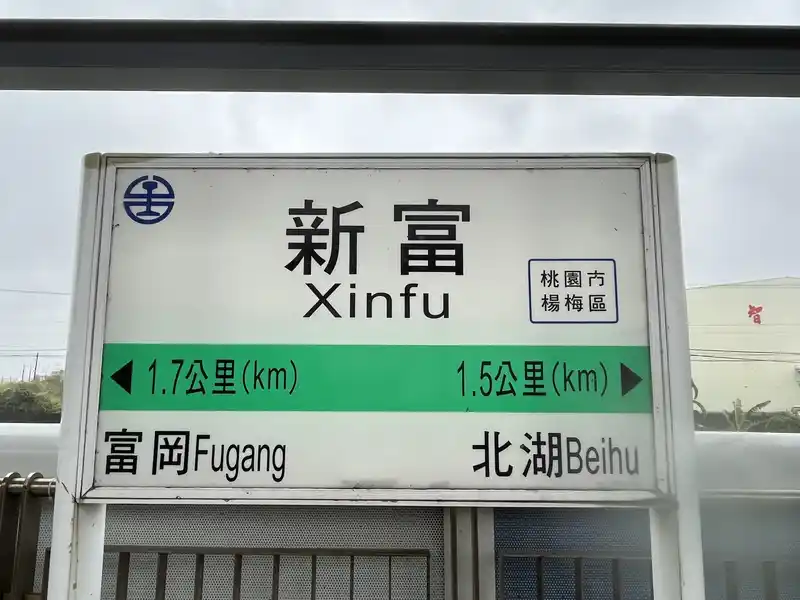 新富
Xinfu
桃園市
楊梅區
1.7公里(km)
1.5公里(km)
富岡Fugang
北湖Beihu